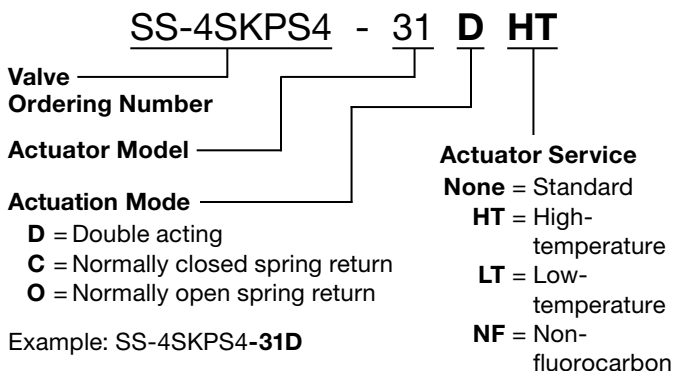 SS-4SKPS4 - 31 D HT
Valve
Ordering Number
Actuator Model
Actuation Mode
D = Double acting
C = Normally closed spring return
O = Normally open spring return
Example: SS-4SKPS4-31D
Actuator Service
None = Standard
HT = High-
temperature
LT = Low-
temperature
NF = Non-
fluorocarbon